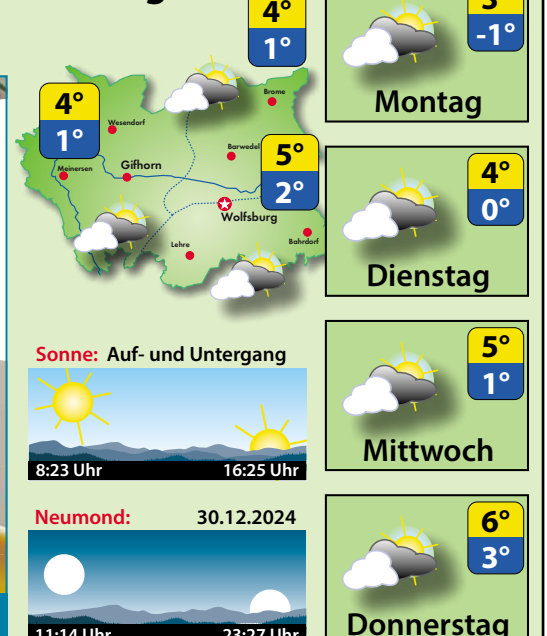 g
4°
1°
-1°
Montag
4°
1°
Brome
Wesendorf
Barwedel
Meinersen
Gifhorn
5°
2°
Wolfsburg
Lehre
Bahrdorf
4°
0°
Dienstag
5°
1°
Mittwoch
6°
3°
Donnerstag
Sonne: Auf- und Untergang
8:23 Uhr 16:25 Uhr
Neumond: 30.12.2024
11:14 Uhr 23:27 Uhr